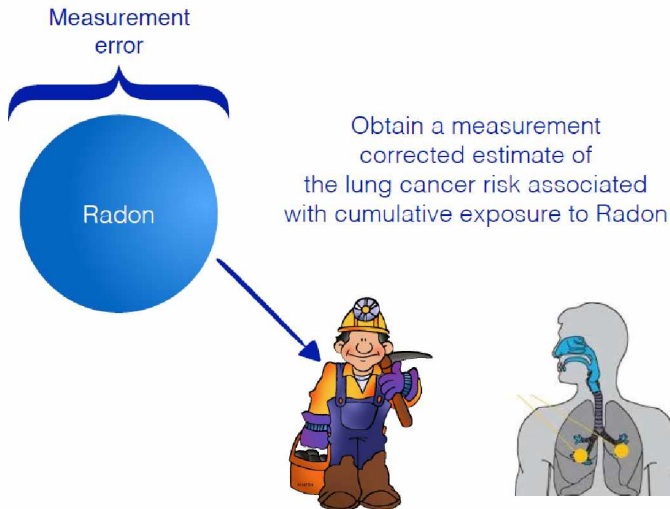 Measurement
error
Radon
Obtain a measurement
corrected estimate of
the lung cancer risk associated
with cumulative exposure to Radon